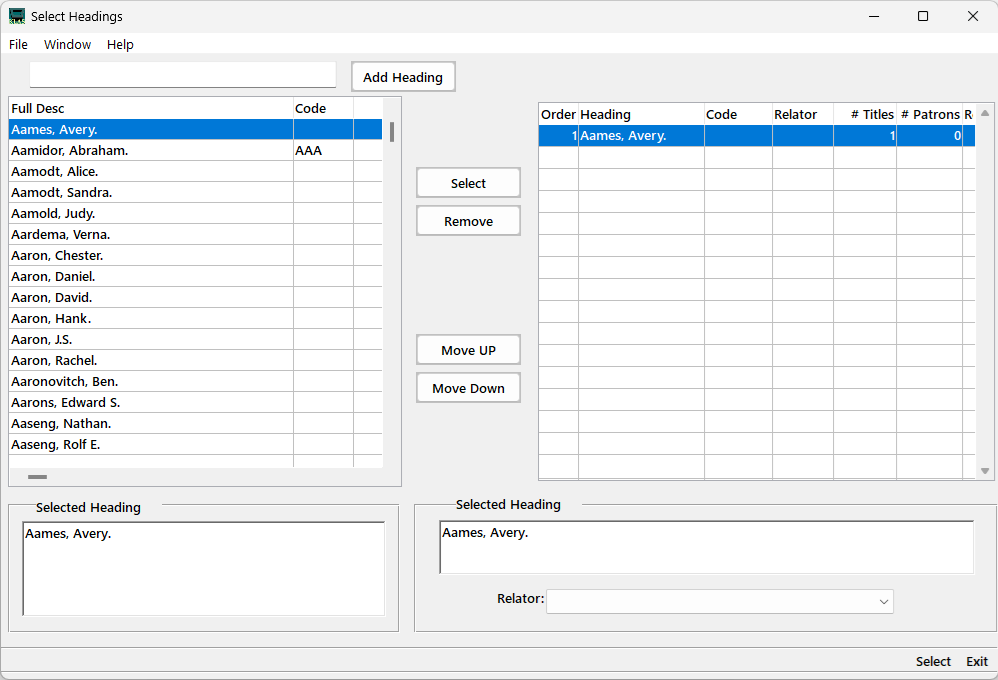 Select Headings
File Window Help
Add Heading
Full Desc Code
Aames, Avery.
Aamidor, Abraham. AAA
Aamodt, Alice.
Aamodt, Sandra.
Aamold, Judy.
Aardema, Verna.
Aaron, Chester.
Aaron, Daniel.
Aaron, David.
Aaron, Hank.
Aaron, J.S.
Aaron, Rachel.
Aaronovitch, Ben.
Aarons, Edward S.
Aaseng, Nathan.
Aaseng, Rolf E.
Select
Remove
Move UP
Move Down
Order Heading Code Relator # Titles # Patrons
1 Aames, Avery. 1 0
Selected Heading
Aames, Avery.
Selected Heading
Aames, Avery.
Relator:
Select Exit